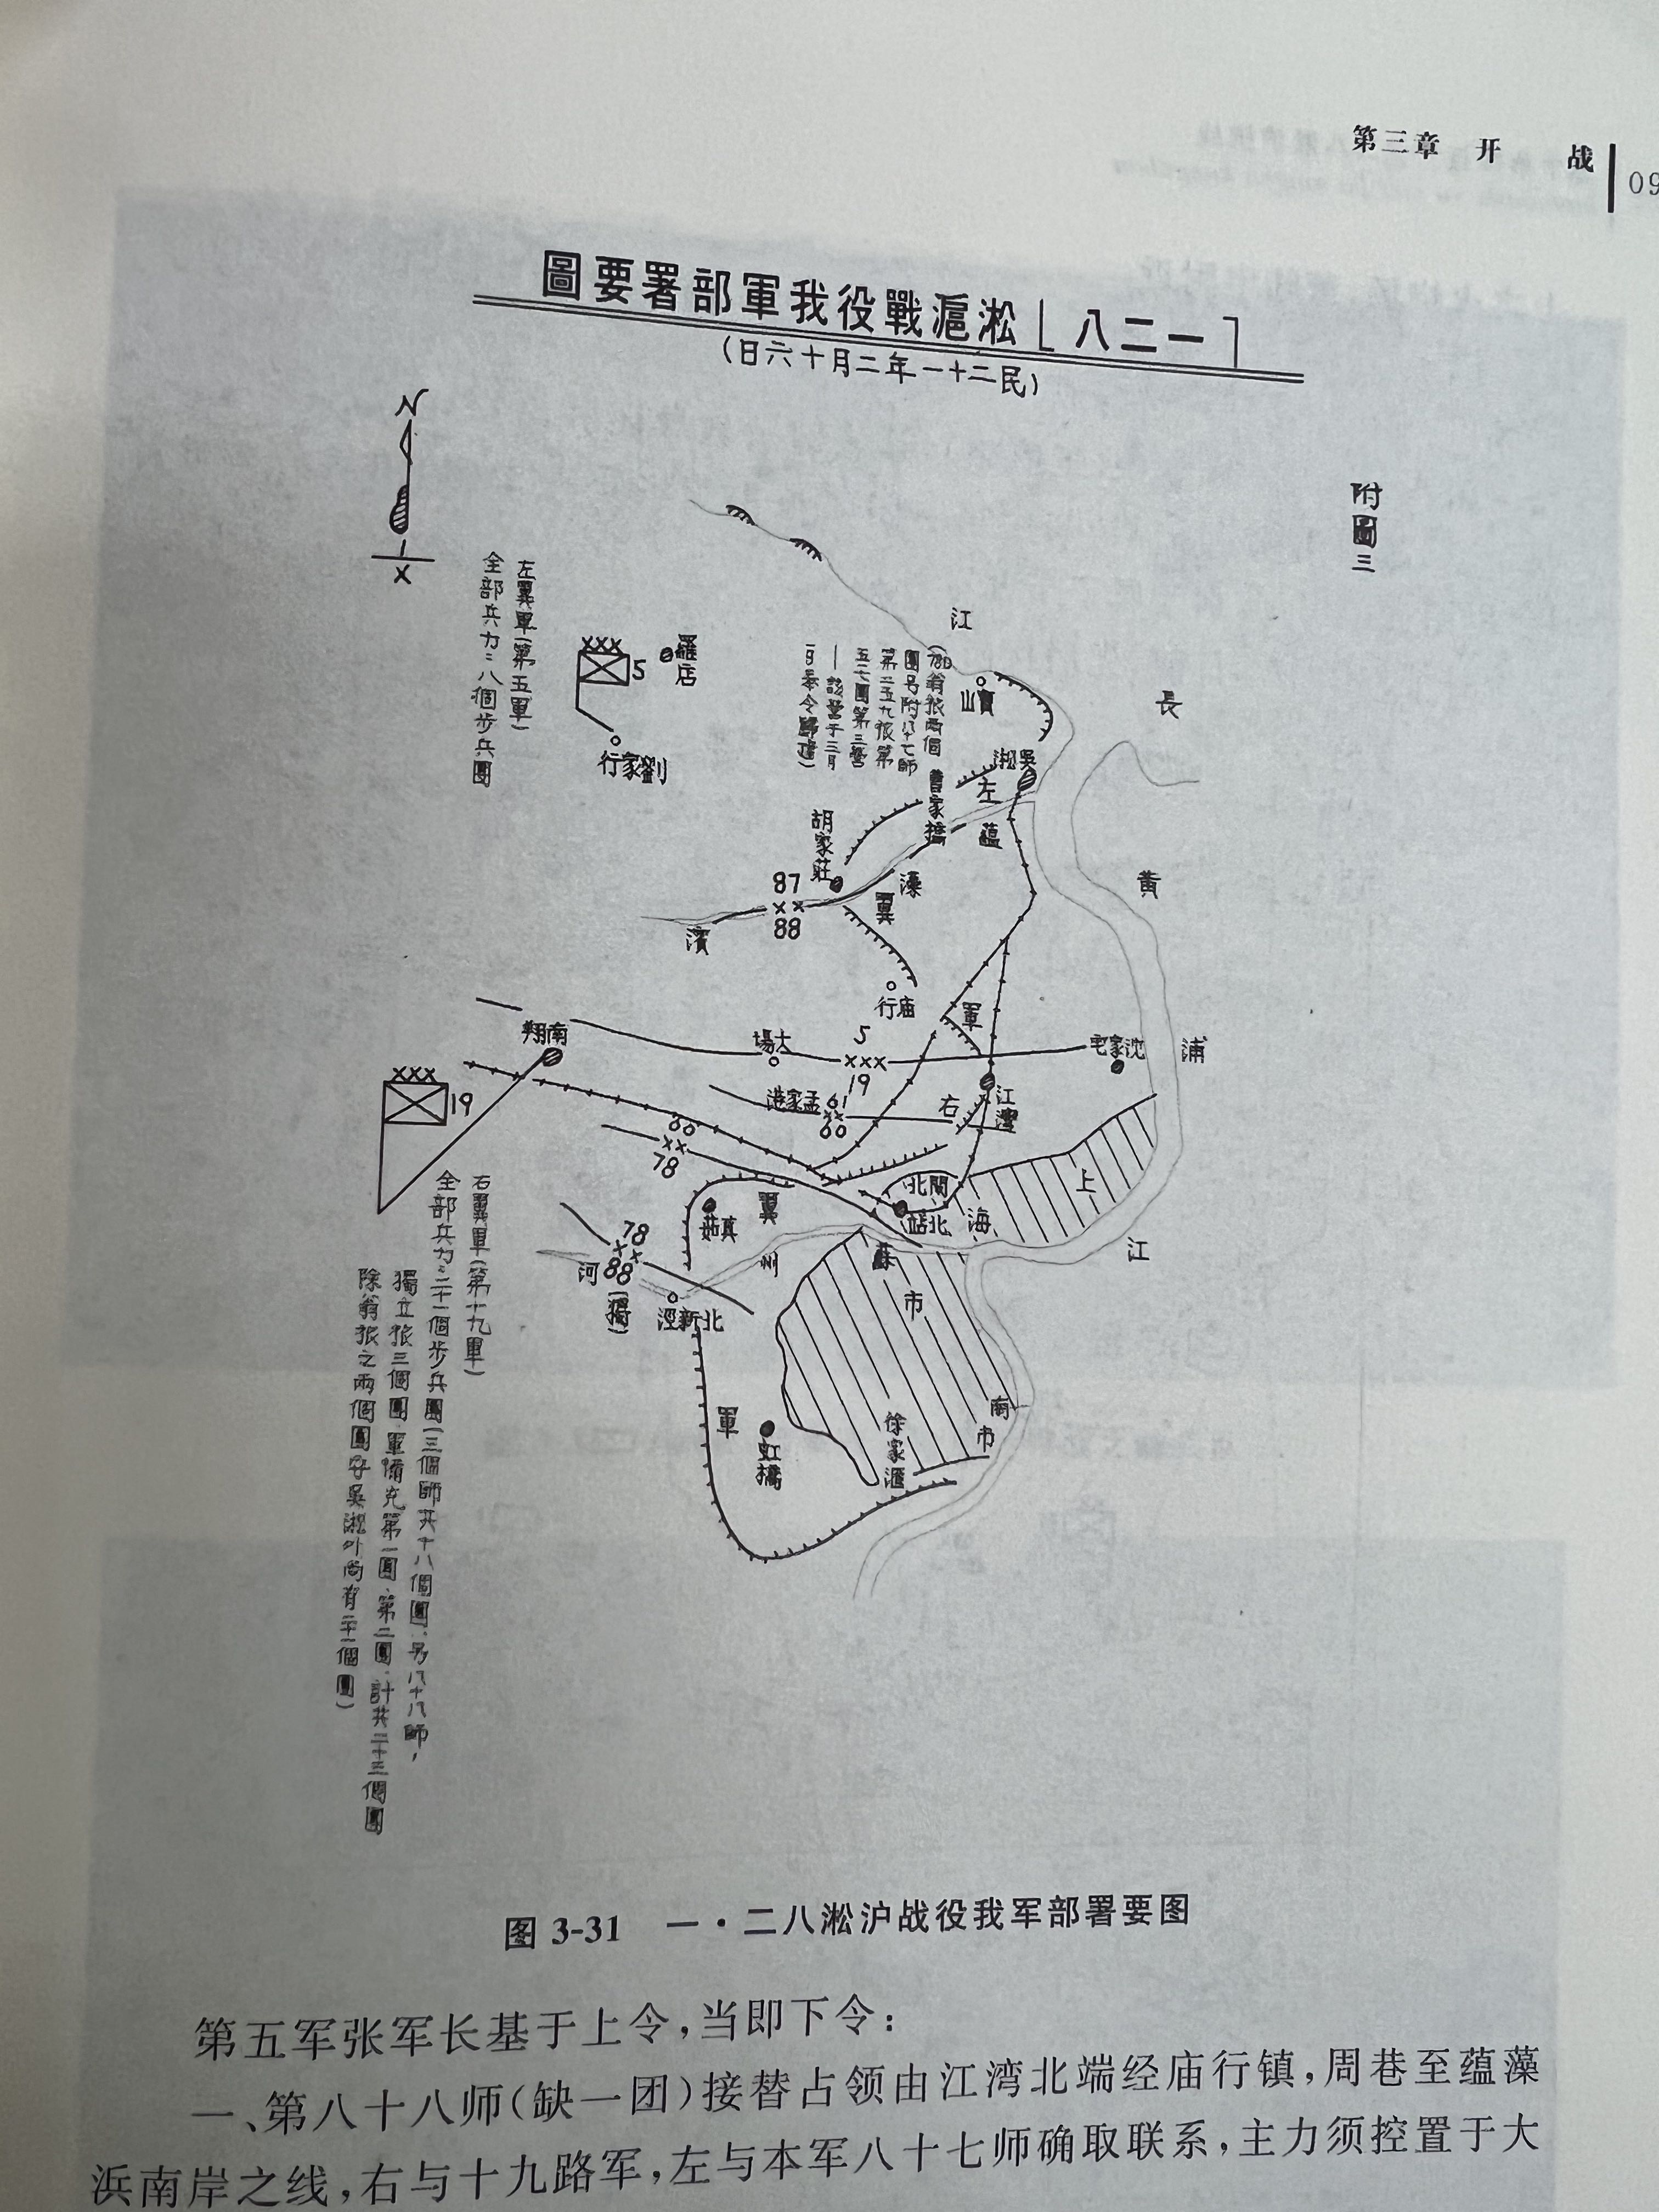 第三章 开 战
09
「一二八」淞滬戰役我軍部署要圖
(民二十一年二月十六日)
附圖三
N
左翼軍(第五軍)
全部兵力:八個步兵團
XXX
5
羅店
劉家行
江
長
(78D翁旅兩個
團另附八十七師
第二五九旅第
五一七團第三營
—該營于三月
一日奉令歸還)
寶山
吳淞
左
曹家橋
蘊
胡家莊
藻
翼
87
××
88
濱
黃
廟行
軍
南翔
大場
5
×××
19
沈家宅
浦
XXX
19
孟家港
61
××
60
右
江灣
60
××
78
閘北
北站
上
海
真茹
翼
78
××
88
(獨)
河
州
蘇
江
北新涇
市
軍
虹橋
徐家滙
南市
右翼軍(第十九軍)
全部兵力:二十一個步兵團(三個師共十八個團,另八十八師,
獨立旅三個團,軍補充第一團,第二團,計共二十三個團
除翁旅之兩個團守吳淞外尚有二十一個團)
图 3-31 一·二八淞沪战役我军部署要图
第五军张军长基于上令,当即下令:
一、第八十八师(缺一团)接替占领由江湾北端经庙行镇,周巷至蕴藻
浜南岸之线,右与十九路军,左与本军八十七师确取联系,主力须控置于大